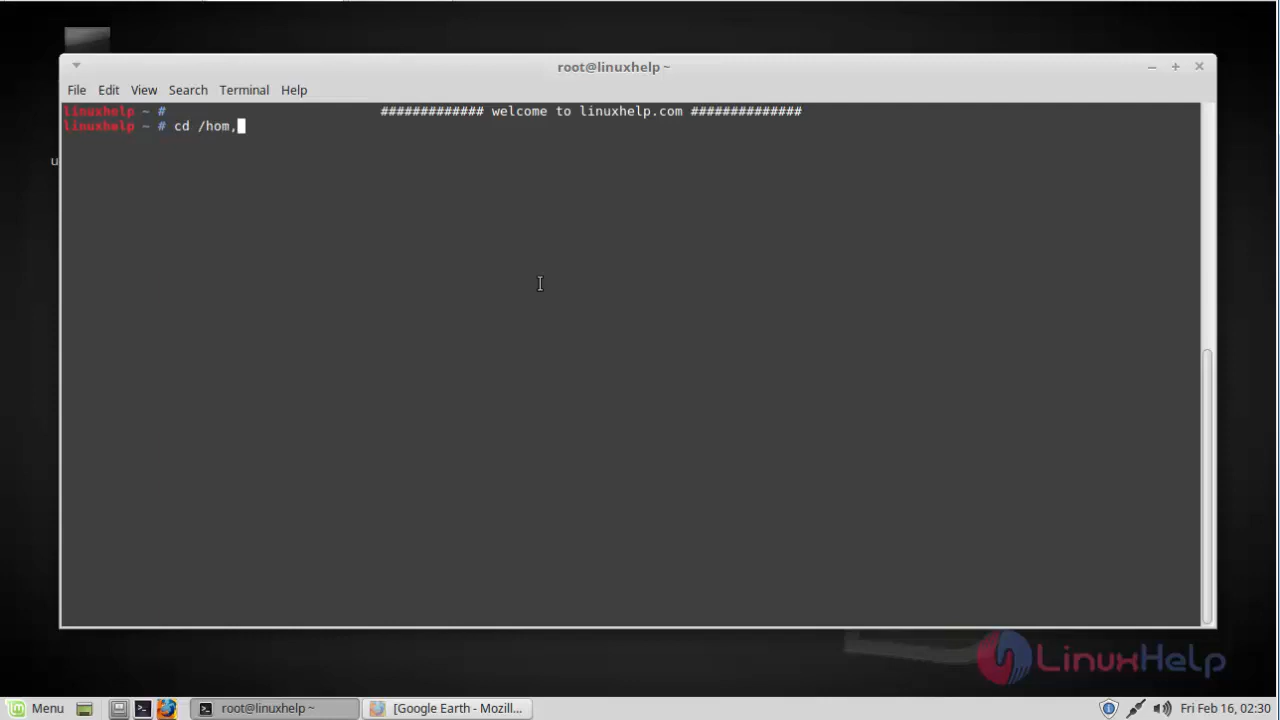 root@linuxhelp ~
File Edit View Search Terminal Help
linuxhelp ~ # ############# welcome to linuxhelp.com ##############
linuxhelp ~ # cd /hom,
u
LinuxHelp
Menu root@linuxhelp ~ [Google Earth - Mozill... Fri Feb 16, 02:30